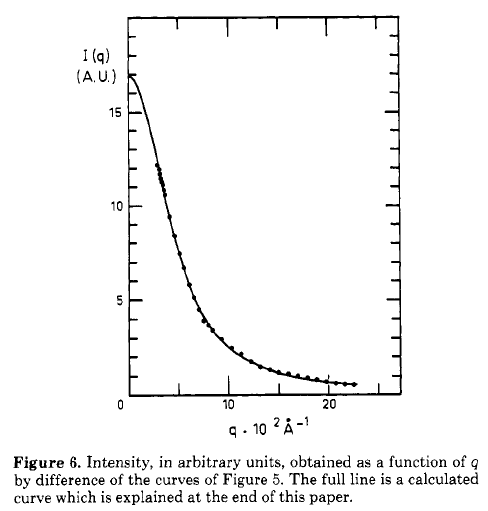 I (q)
(A.U.)
15
10
5
0
10
20
q · 10² Å⁻¹
Figure 6. Intensity, in arbitrary units, obtained as a function of q
by difference of the curves of Figure 5. The full line is a calculated
curve which is explained at the end of this paper.